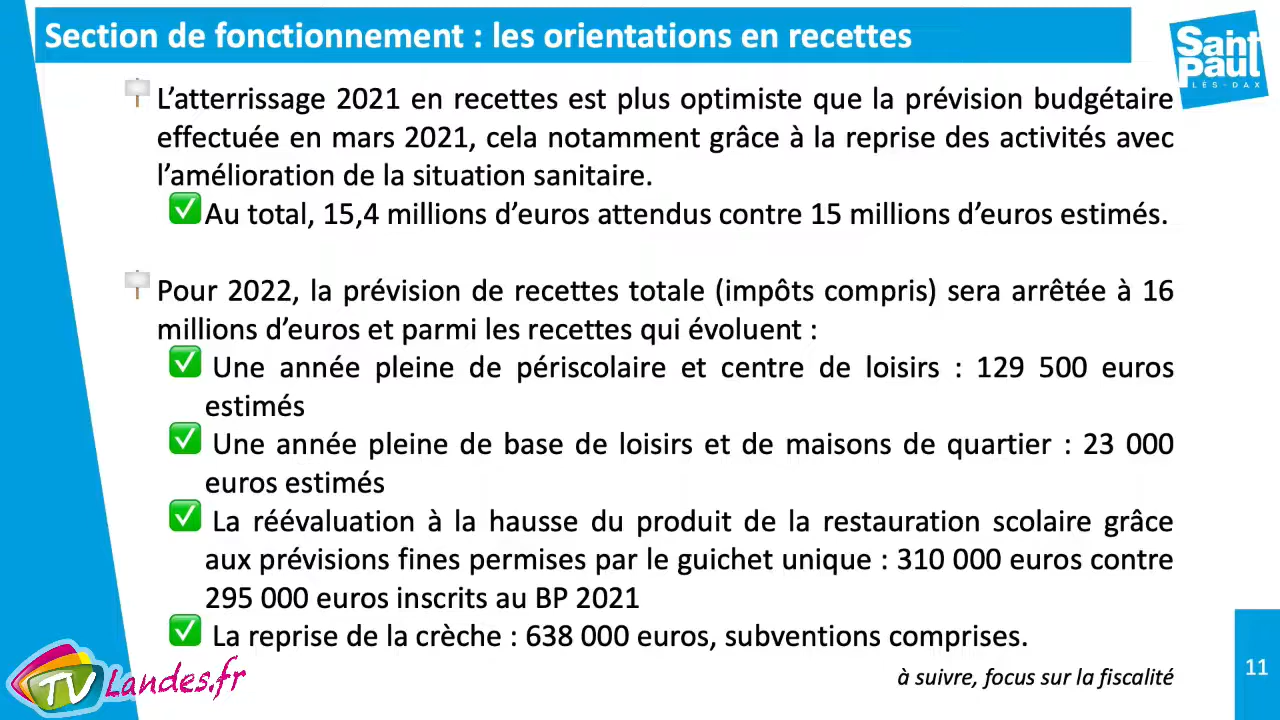 Section de fonctionnement : les orientations en recettes
Saint
Paul
LÈS-DAX
L’atterrissage 2021 en recettes est plus optimiste que la prévision budgétaire
effectuée en mars 2021, cela notamment grâce à la reprise des activités avec
l’amélioration de la situation sanitaire.
Au total, 15,4 millions d’euros attendus contre 15 millions d’euros estimés.
Pour 2022, la prévision de recettes totale (impôts compris) sera arrêtée à 16
millions d’euros et parmi les recettes qui évoluent :
Une année pleine de périscolaire et centre de loisirs : 129 500 euros
estimés
Une année pleine de base de loisirs et de maisons de quartier : 23 000
euros estimés
La réévaluation à la hausse du produit de la restauration scolaire grâce
aux prévisions fines permises par le guichet unique : 310 000 euros contre
295 000 euros inscrits au BP 2021
La reprise de la crèche : 638 000 euros, subventions comprises.
à suivre, focus sur la fiscalité
11
TV Landes.fr